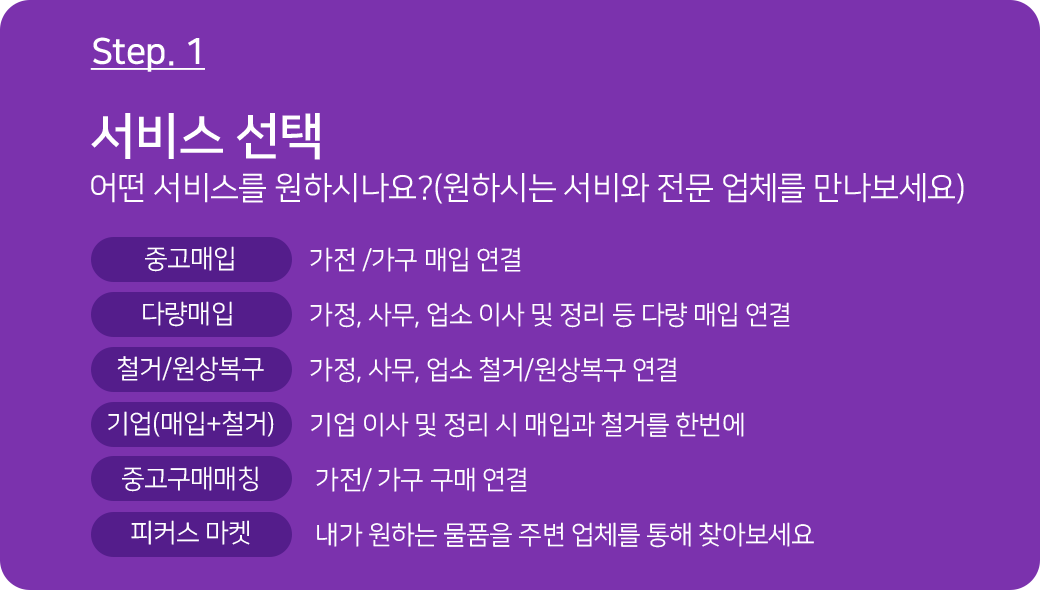 Step. 1
서비스 선택
어떤 서비스를 원하시나요?(원하시는 서비와 전문 업체를 만나보세요)
중고매입 가전 /가구 매입 연결
다량매입 가정, 사무, 업소 이사 및 정리 등 다량 매입 연결
철거/원상복구 가정, 사무, 업소 철거/원상복구 연결
기업(매입+철거) 기업 이사 및 정리 시 매입과 철거를 한번에
중고구매매칭 가전/ 가구 구매 연결
피커스 마켓 내가 원하는 물품을 주변 업체를 통해 찾아보세요